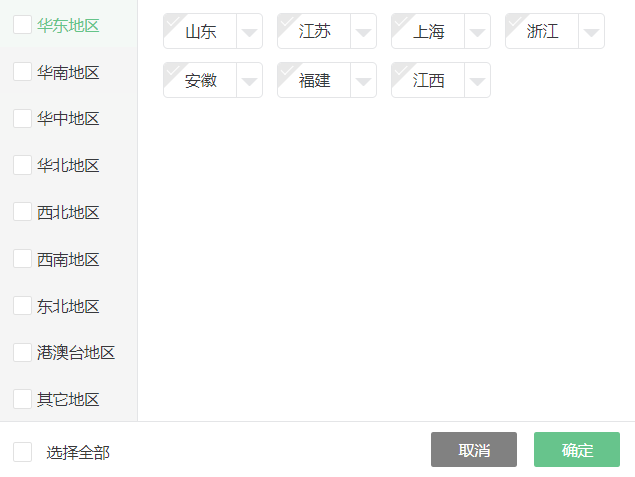 华东地区
华南地区
华中地区
华北地区
西北地区
西南地区
东北地区
港澳台地区
其它地区
山东 江苏 上海 浙江
安徽 福建 江西
选择全部 取消 确定